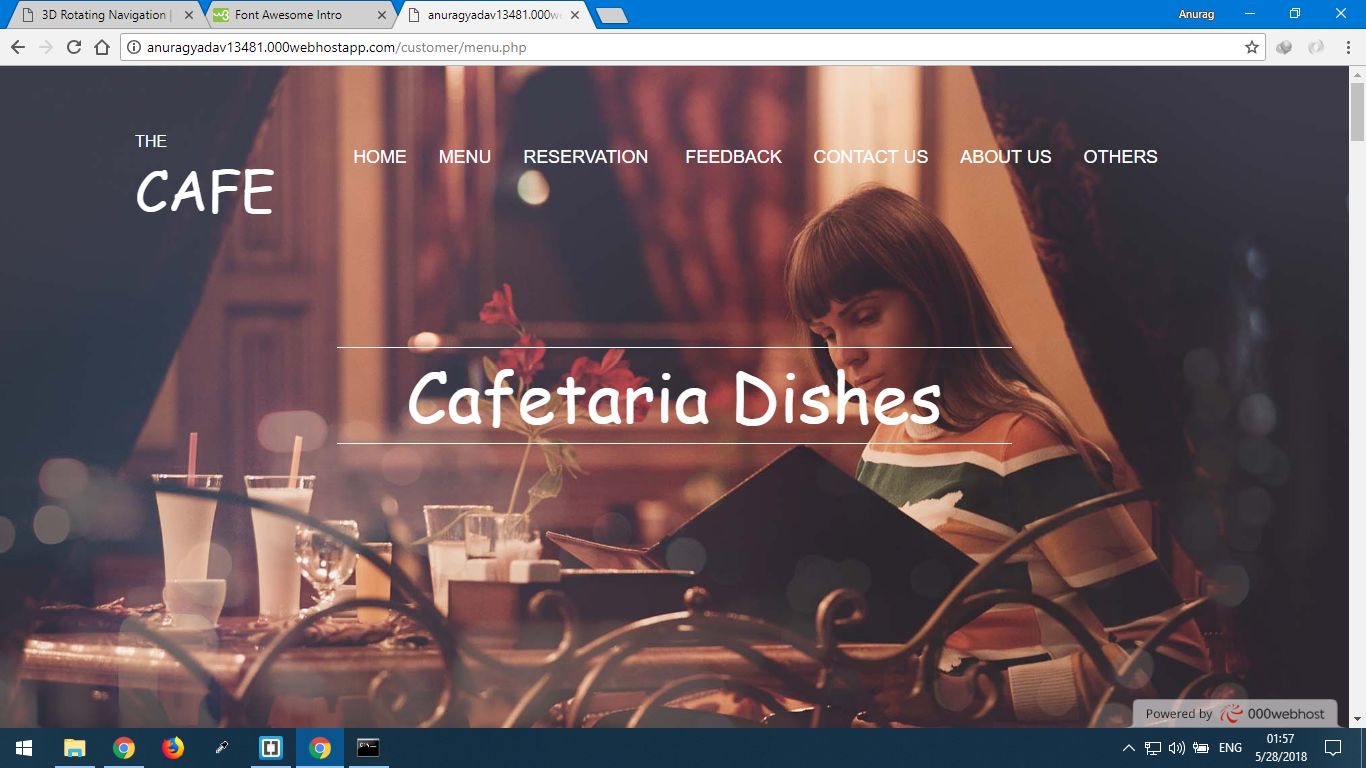 3D Rotating Navigation |
Font Awesome Intro
anuragyadav13481.000we
Anurag
anuragyadav13481.000webhostapp.com/customer/menu.php
THE
CAFE
HOME MENU RESERVATION FEEDBACK CONTACT US ABOUT US OTHERS
Cafetaria Dishes
Powered by 000webhost
ENG
01:57
5/28/2018